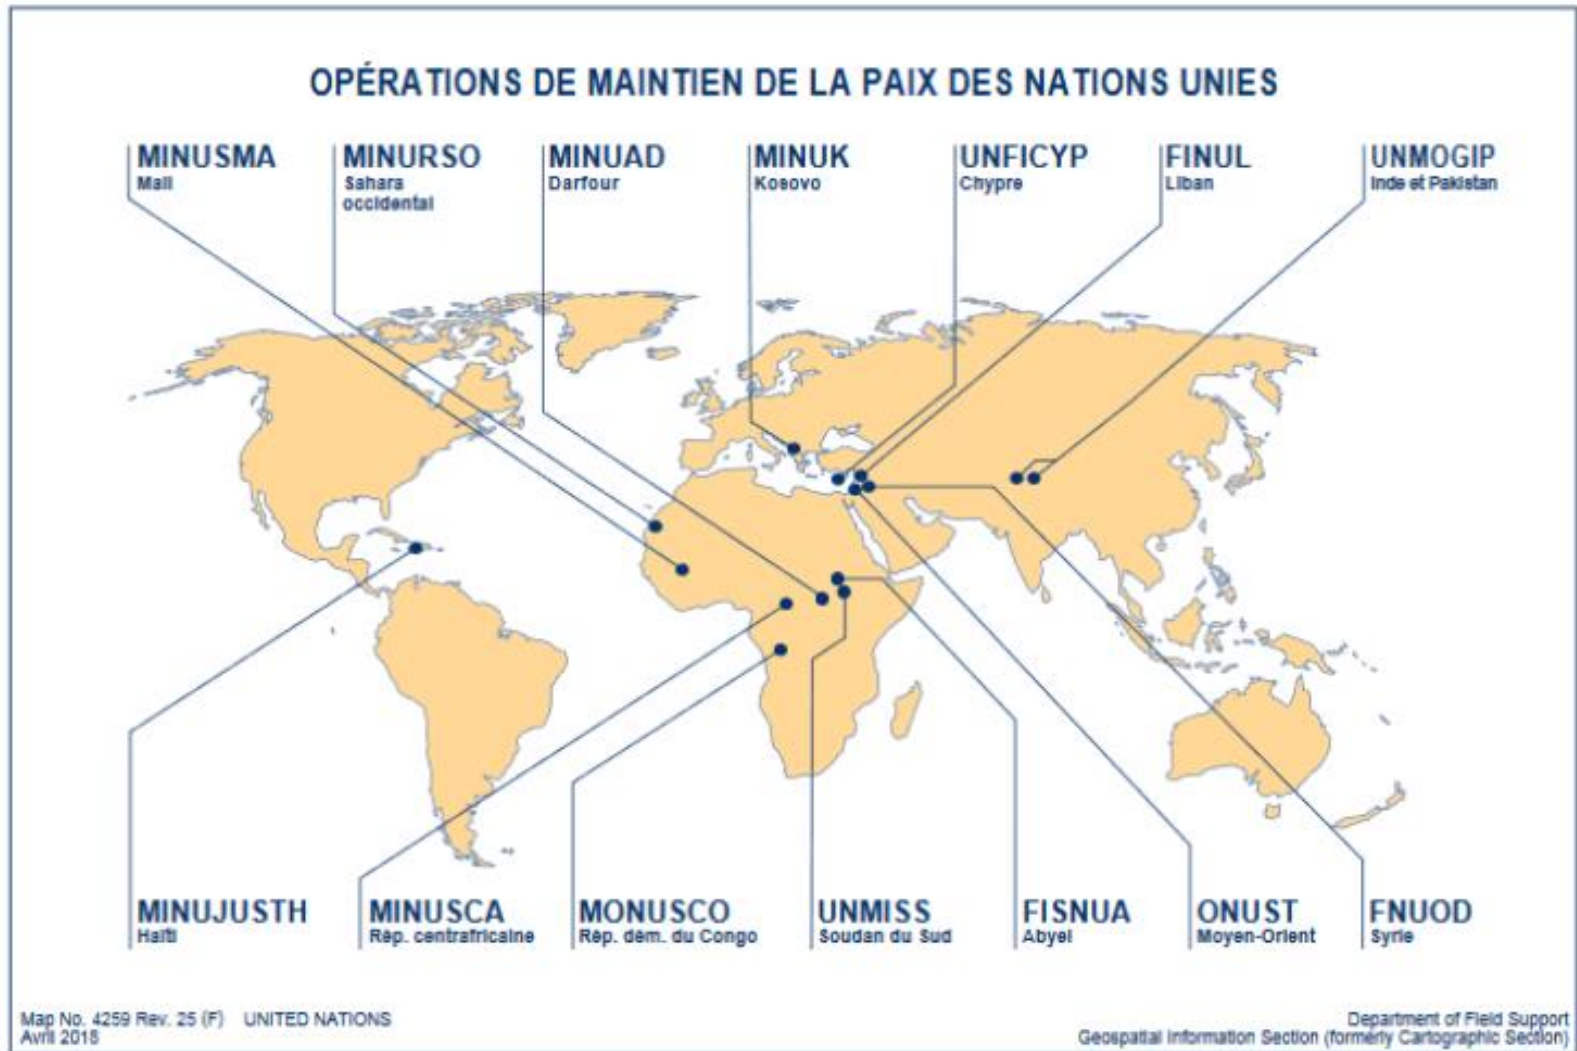 OPÉRATIONS DE MAINTIEN DE LA PAIX DES NATIONS UNIES
MINUSMA
Mali
MINURSO
Sahara
occidental
MINUAD
Darfour
MINUK
Kosovo
UNFICYP
Chypre
FINUL
Liban
UNMOGIP
Inde et Pakistan
MINUJUSTH
Haïti
MINUSCA
Rép. centrafricaine
MONUSCO
Rép. dém. du Congo
UNMISS
Soudan du Sud
FISNUA
Abyei
ONUST
Moyen-Orient
FNUOD
Syrie
Map No. 4259 Rev. 25 (F) UNITED NATIONS
Avril 2018
Department of Field Support
Geospatial Information Section (formerly Cartographic Section)